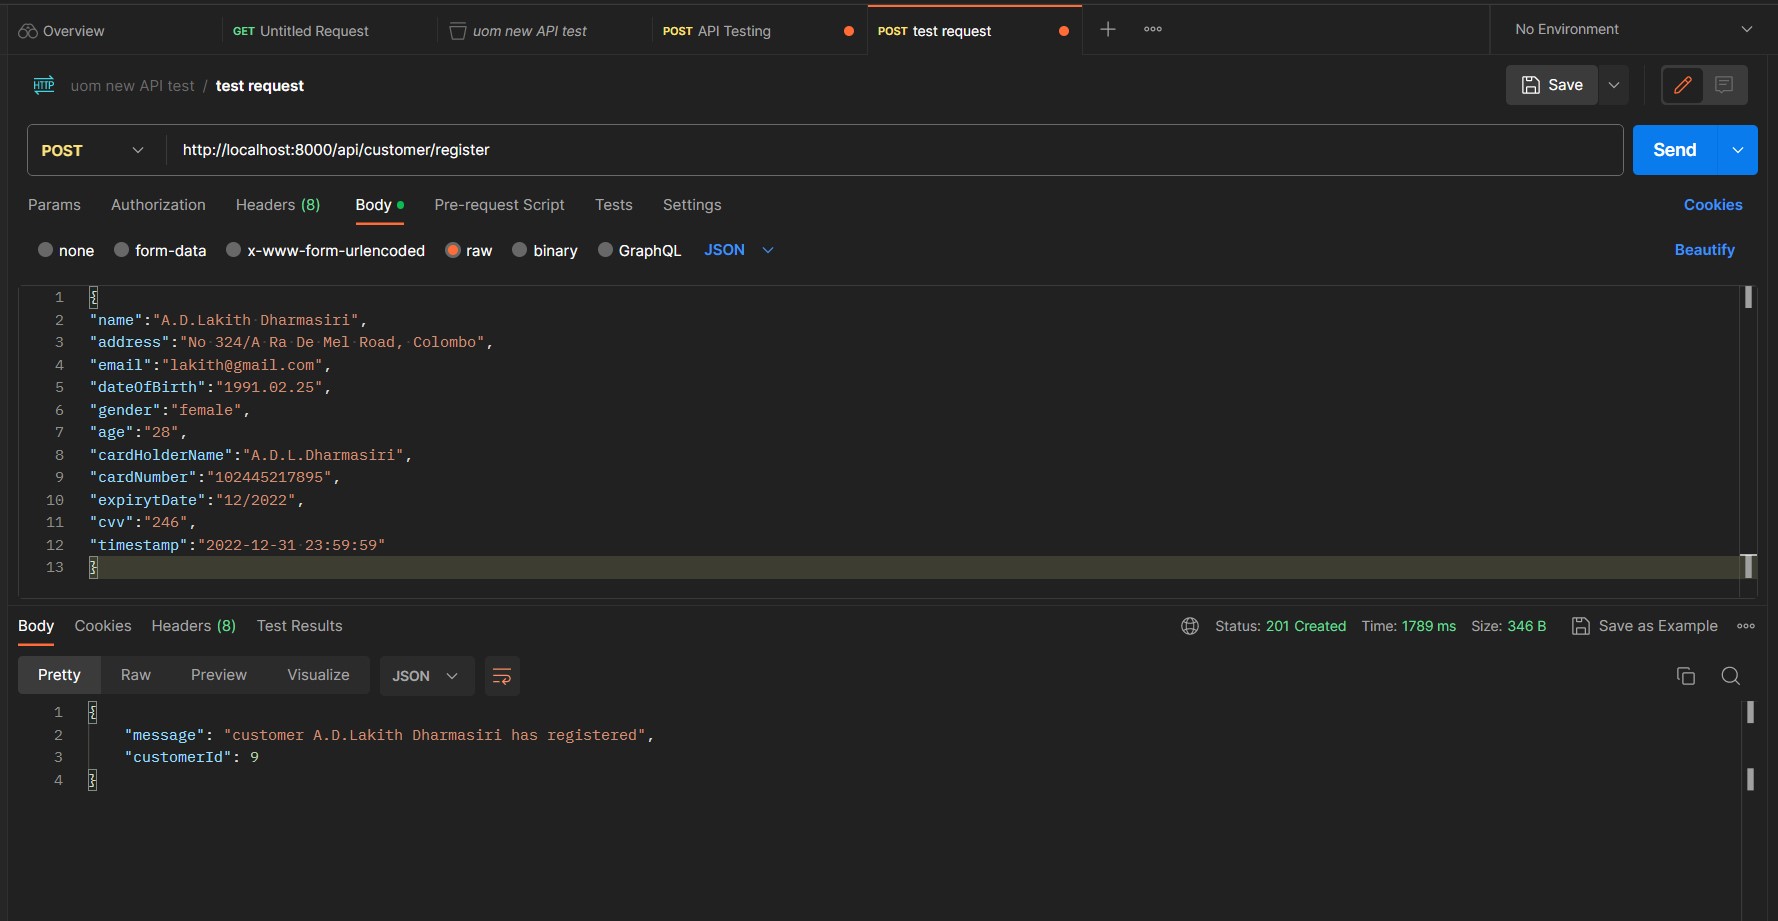 Overview
GET Untitled Request
uom new API test
POST API Testing
POST test request
No Environment
HTTP uom new API test / test request
Save
POST http://localhost:8000/api/customer/register
Send
Params Authorization Headers (8) Body Pre-request Script Tests Settings Cookies
none form-data x-www-form-urlencoded raw binary GraphQL JSON Beautify
1 {
2 "name":"A.D.Lakith Dharmasiri",
3 "address":"No 324/A Ra De Mel Road, Colombo",
4 "email":"lakith@gmail.com",
5 "dateOfBirth":"1991.02.25",
6 "gender":"female",
7 "age":"28",
8 "cardHolderName":"A.D.L.Dharmasiri",
9 "cardNumber":"102445217895",
10 "expirytDate":"12/2022",
11 "cvv":"246",
12 "timestamp":"2022-12-31 23:59:59"
13 }
Body Cookies Headers (8) Test Results Status: 201 Created Time: 1789 ms Size: 346 B Save as Example
Pretty Raw Preview Visualize JSON
1 {
2 "message": "customer A.D.Lakith Dharmasiri has registered",
3 "customerId": 9
4 }